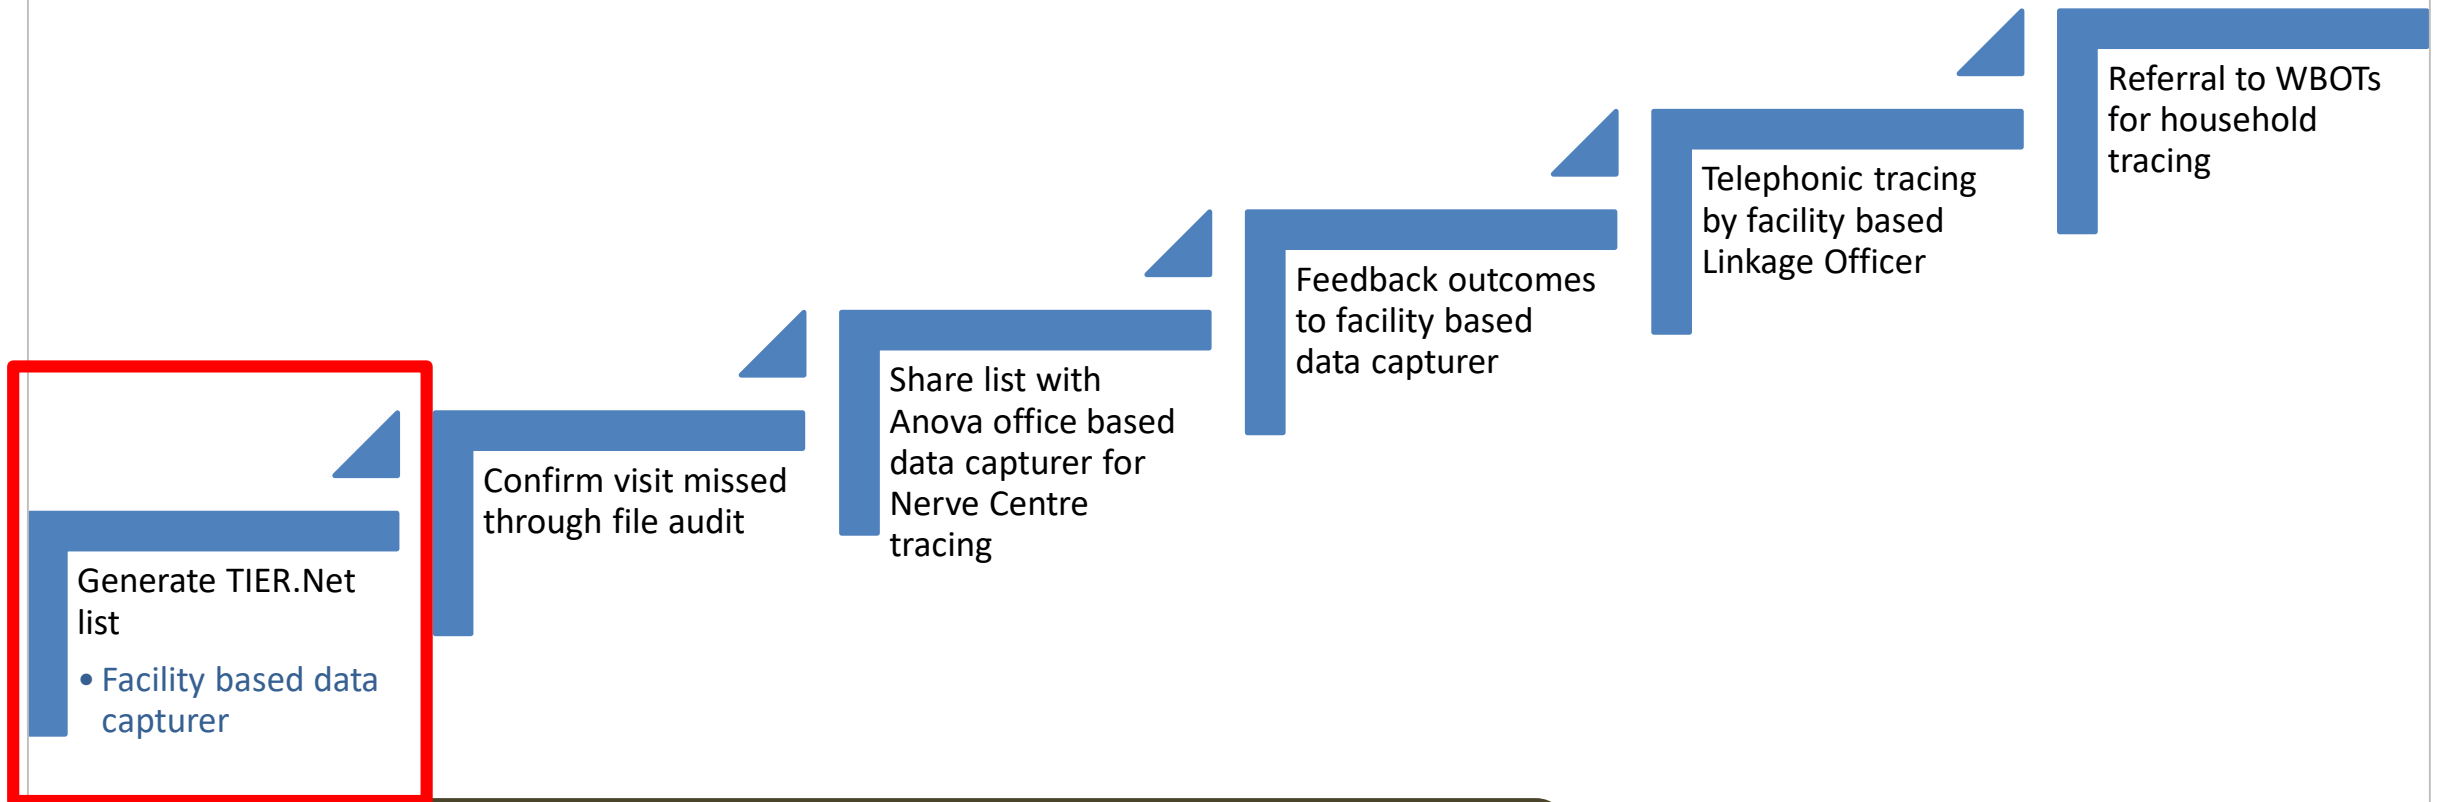 Generate TIER.Net
list
• Facility based data
capturer
Confirm visit missed
through file audit
Share list with
Anova office based
data capturer for
Nerve Centre
tracing
Feedback outcomes
to facility based
data capturer
Telephonic tracing
by facility based
Linkage Officer
Referral to WBOTs
for household
tracing